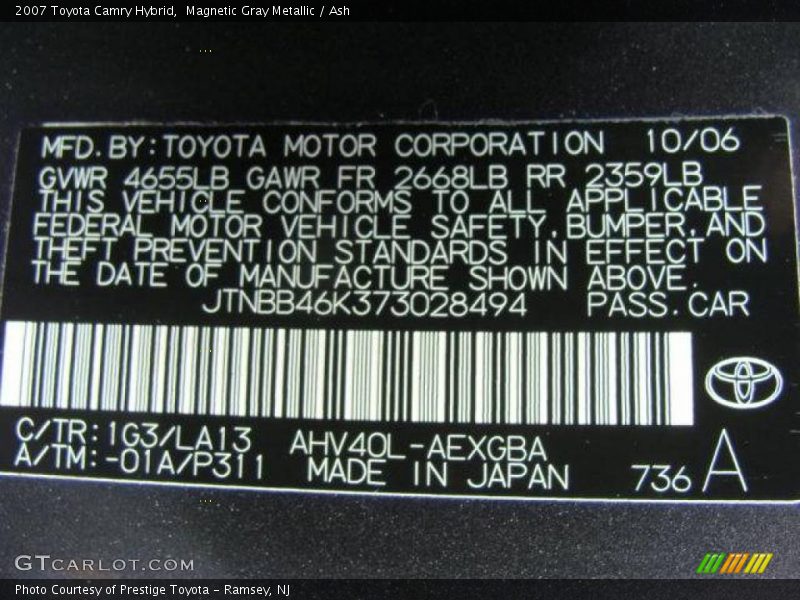 2007 Toyota Camry Hybrid,  Magnetic Gray Metallic / Ash
MFD. BY: TOYOTA MOTOR CORPORATION 10/06
GVWR 4655LB GAWR FR 2668LB RR 2359LB
THIS VEHICLE CONFORMS TO ALL APPLICABLE
FEDERAL MOTOR VEHICLE SAFETY, BUMPER, AND
THEFT PREVENTION STANDARDS IN EFFECT ON
THE DATE OF MANUFACTURE SHOWN ABOVE.
JTNBB46K373028494 PASS. CAR
C/TR: 1G3/LA13 AHV40L-AEXGBA
A/TM: -01A/P311 MADE IN JAPAN 736 A
GTCARLOT.COM
Photo Courtesy of Prestige Toyota - Ramsey, NJ